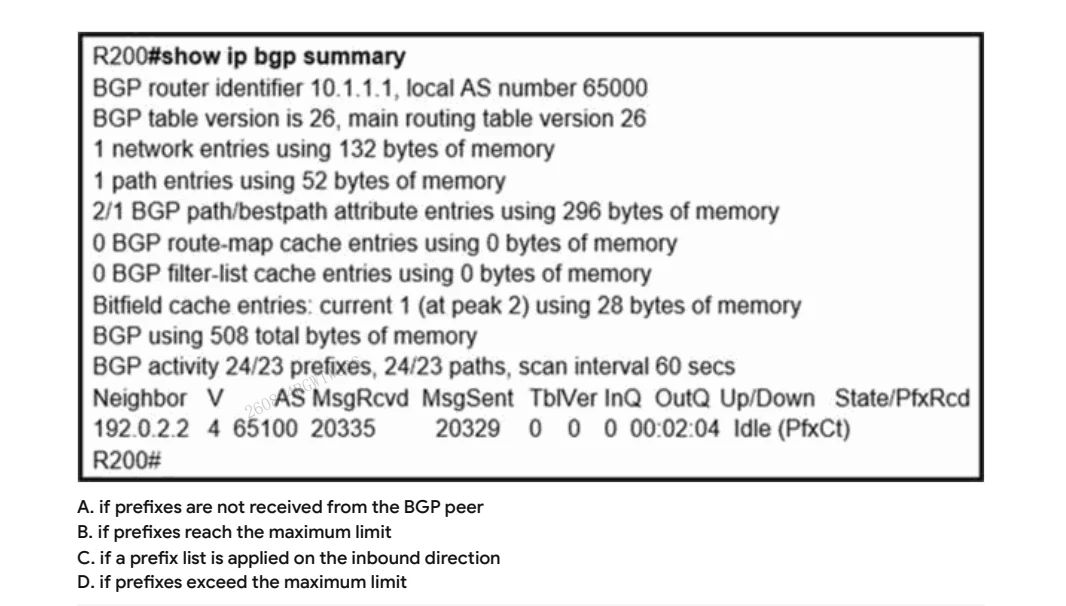 R200#show ip bgp summary
BGP router identifier 10.1.1.1, local AS number 65000
BGP table version is 26, main routing table version 26
1 network entries using 132 bytes of memory
1 path entries using 52 bytes of memory
2/1 BGP path/bestpath attribute entries using 296 bytes of memory
0 BGP route-map cache entries using 0 bytes of memory
0 BGP filter-list cache entries using 0 bytes of memory
Bitfield cache entries: current 1 (at peak 2) using 28 bytes of memory
BGP using 508 total bytes of memory
BGP activity 24/23 prefixes, 24/23 paths, scan interval 60 secs
Neighbor V AS MsgRcvd MsgSent TblVer InQ OutQ Up/Down State/PfxRcd
192.0.2.2 4 65100 20335 20329 0 0 0 00:02:04 Idle (PfxCt)
R200#
A. if prefixes are not received from the BGP peer
B. if prefixes reach the maximum limit
C. if a prefix list is applied on the inbound direction
D. if prefixes exceed the maximum limit